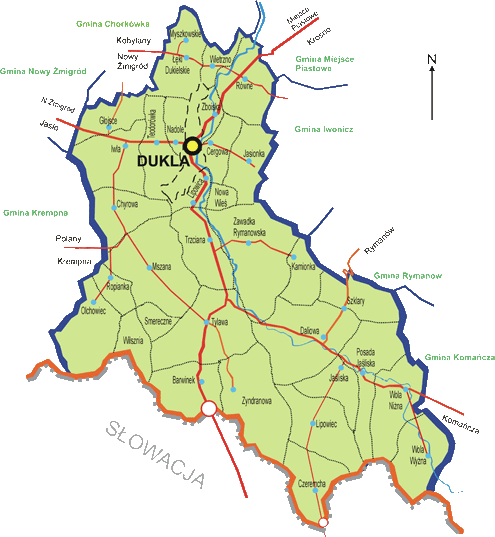 Gmina Chorkówka
Miejsce
Piastowe
Krosno
Myszkowskie
Kobylany
Nowy
Żmigród
Łęki
Dukielskie
Wietrzno
Gmina Miejsce
Piastowe
N
Gmina Nowy Żmigród
Równe
N.Żmigród
Zboiska
Jasło
Głojsce
Teodorówka
Nadole
Gmina Iwonicz
Iwla
DUKLA
Cergowa
Jasionka
Lipowica
Nowa
Wieś
Chyrowa
Gmina Krempna
Zawadka
Rymanowska
Rymanów
Polany
Trzciana
Krempna
Mszana
Kamionka
Gmina Rymanów
Ropianka
Olchowiec
Szklary
Smereczne
Tylawa
Daliowa
Wilsznia
Posada
Jaśliska
Gmina Komańcza
Jaśliska
Barwinek
Zyndranowa
Wola
Niżna
Komańcza
Lipowiec
SŁOWACJA
Wola
Wyżna
Czeremcha